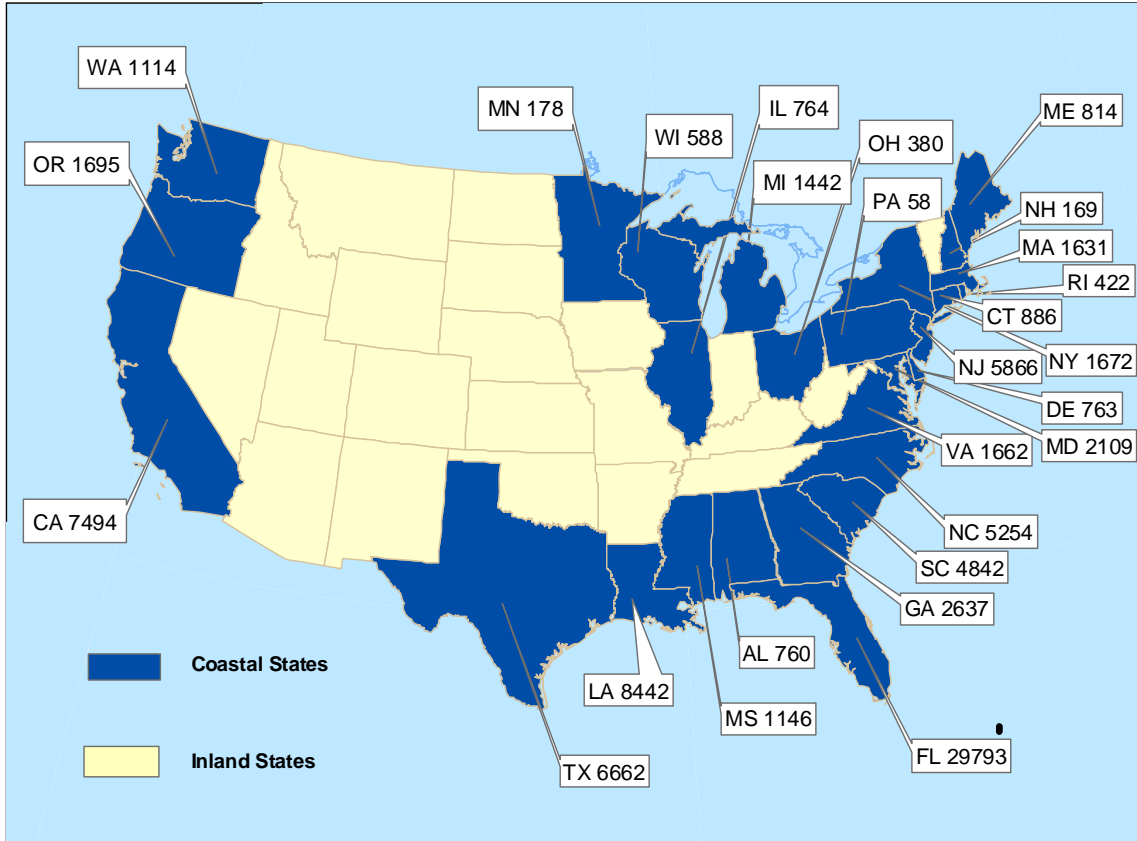 WA 1114
MN 178
IL 764
ME 814
WI 588
OH 380
OR 1695
MI 1442
PA 58
NH 169
MA 1631
RI 422
CT 886
NJ 5866
NY 1672
DE 763
VA 1662
MD 2109
CA 7494
NC 5254
SC 4842
GA 2637
AL 760
Coastal States
LA 8442
MS 1146
FL 29793
Inland States
TX 6662